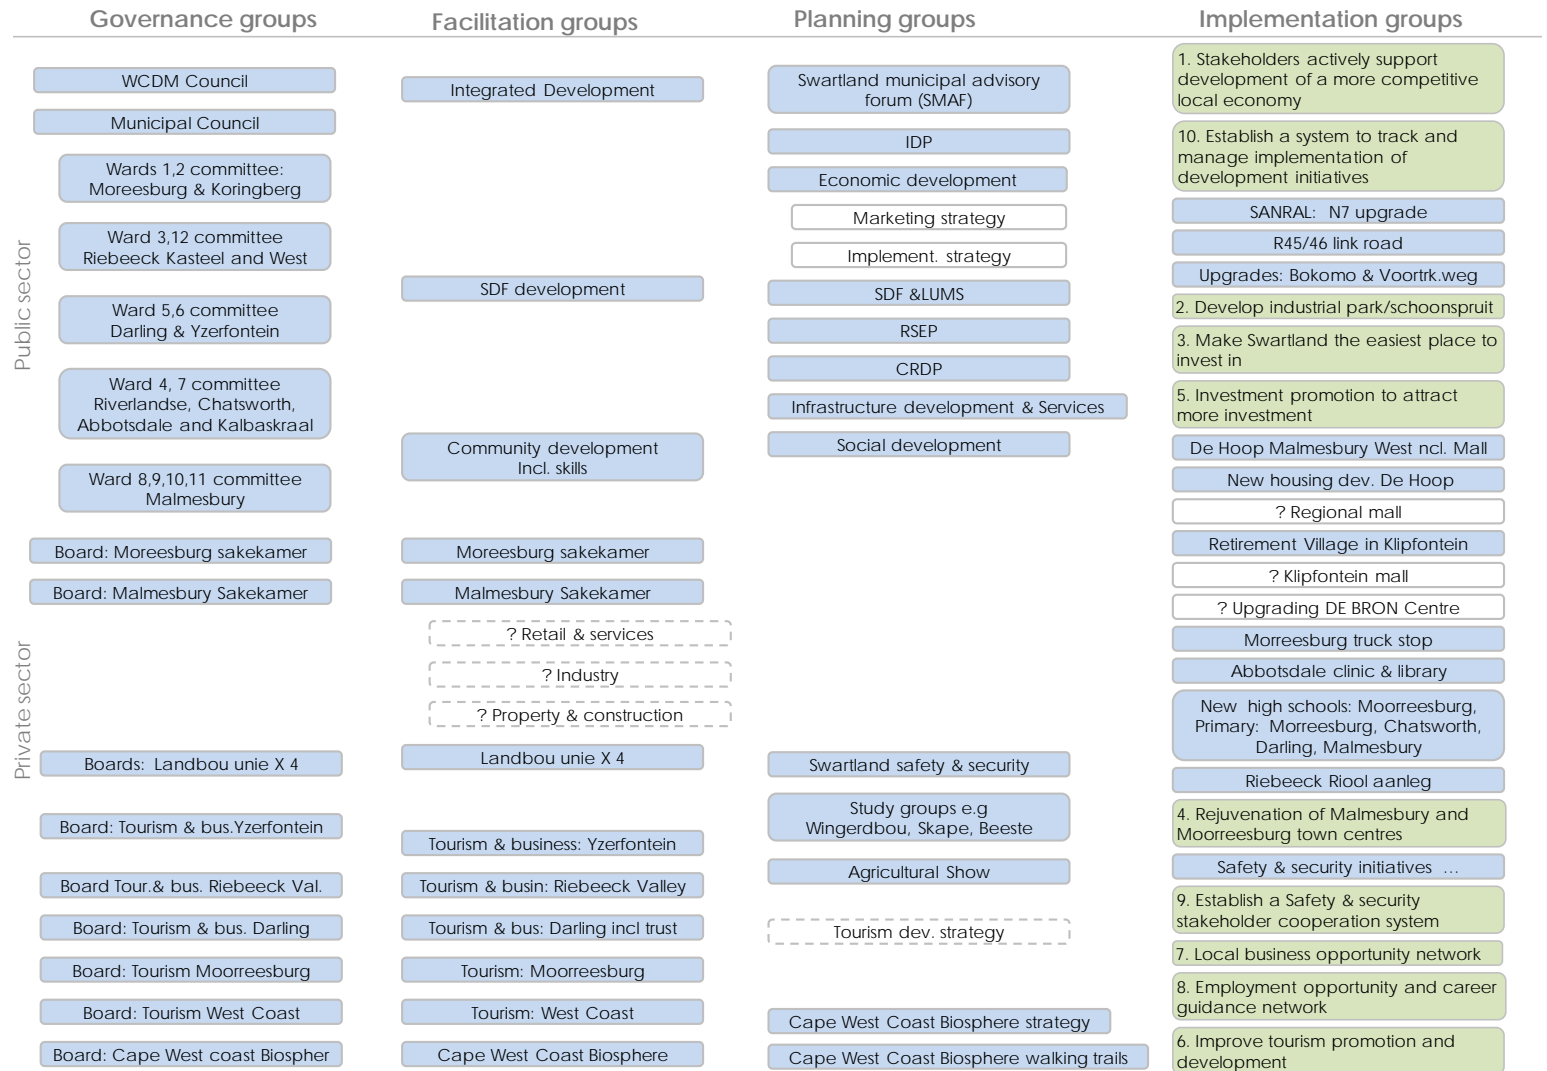 Governance groups
Facilitation groups
Planning groups
Implementation groups
Public sector
Private sector
WCDM Council
Municipal Council
Wards 1,2 committee:
Moreesburg & Koringberg
Ward 3,12 committee
Riebeeck Kasteel and West
Ward 5,6 committee
Darling & Yzerfontein
Ward 4, 7 committee
Riverlandse, Chatsworth,
Abbotsdale and Kalbaskraal
Ward 8,9,10,11 committee
Malmesbury
Board: Moreesburg sakekamer
Board: Malmesbury Sakekamer
Boards: Landbou unie X 4
Board: Tourism & bus.Yzerfontein
Board Tour.& bus. Riebeeck Val.
Board: Tourism & bus. Darling
Board: Tourism Moorreesburg
Board: Tourism West Coast
Board: Cape West coast Biospher
Integrated Development
SDF development
Community development
Incl. skills
Moreesburg sakekamer
Malmesbury Sakekamer
? Retail & services
? Industry
? Property & construction
Landbou unie X 4
Tourism & business: Yzerfontein
Tourism & busin: Riebeeck Valley
Tourism & bus: Darling incl trust
Tourism: Moorreesburg
Tourism: West Coast
Cape West Coast Biosphere
Swartland municipal advisory
forum (SMAF)
IDP
Economic development
Marketing strategy
Implement. strategy
SDF &LUMS
RSEP
CRDP
Infrastructure development & Services
Social development
Swartland safety & security
Study groups e.g
Wingerdbou, Skape, Beeste
Agricultural Show
Tourism dev. strategy
Cape West Coast Biosphere strategy
Cape West Coast Biosphere walking trails
1. Stakeholders actively support
development of a more competitive
local economy
10. Establish a system to track and
manage implementation of
development initiatives
SANRAL: N7 upgrade
R45/46 link road
Upgrades: Bokomo & Voortrk.weg
2. Develop industrial park/schoonspruit
3. Make Swartland the easiest place to
invest in
5. Investment promotion to attract
more investment
De Hoop Malmesbury West ncl. Mall
New housing dev. De Hoop
? Regional mall
Retirement Village in Klipfontein
? Klipfontein mall
? Upgrading DE BRON Centre
Morreesburg truck stop
Abbotsdale clinic & library
New high schools: Moorreesburg,
Primary: Morreesburg, Chatsworth,
Darling, Malmesbury
Riebeeck Riool aanleg
4. Rejuvenation of Malmesbury and
Moorreesburg town centres
Safety & security initiatives ...
9. Establish a Safety & security
stakeholder cooperation system
7. Local business opportunity network
8. Employment opportunity and career
guidance network
6. Improve tourism promotion and
development